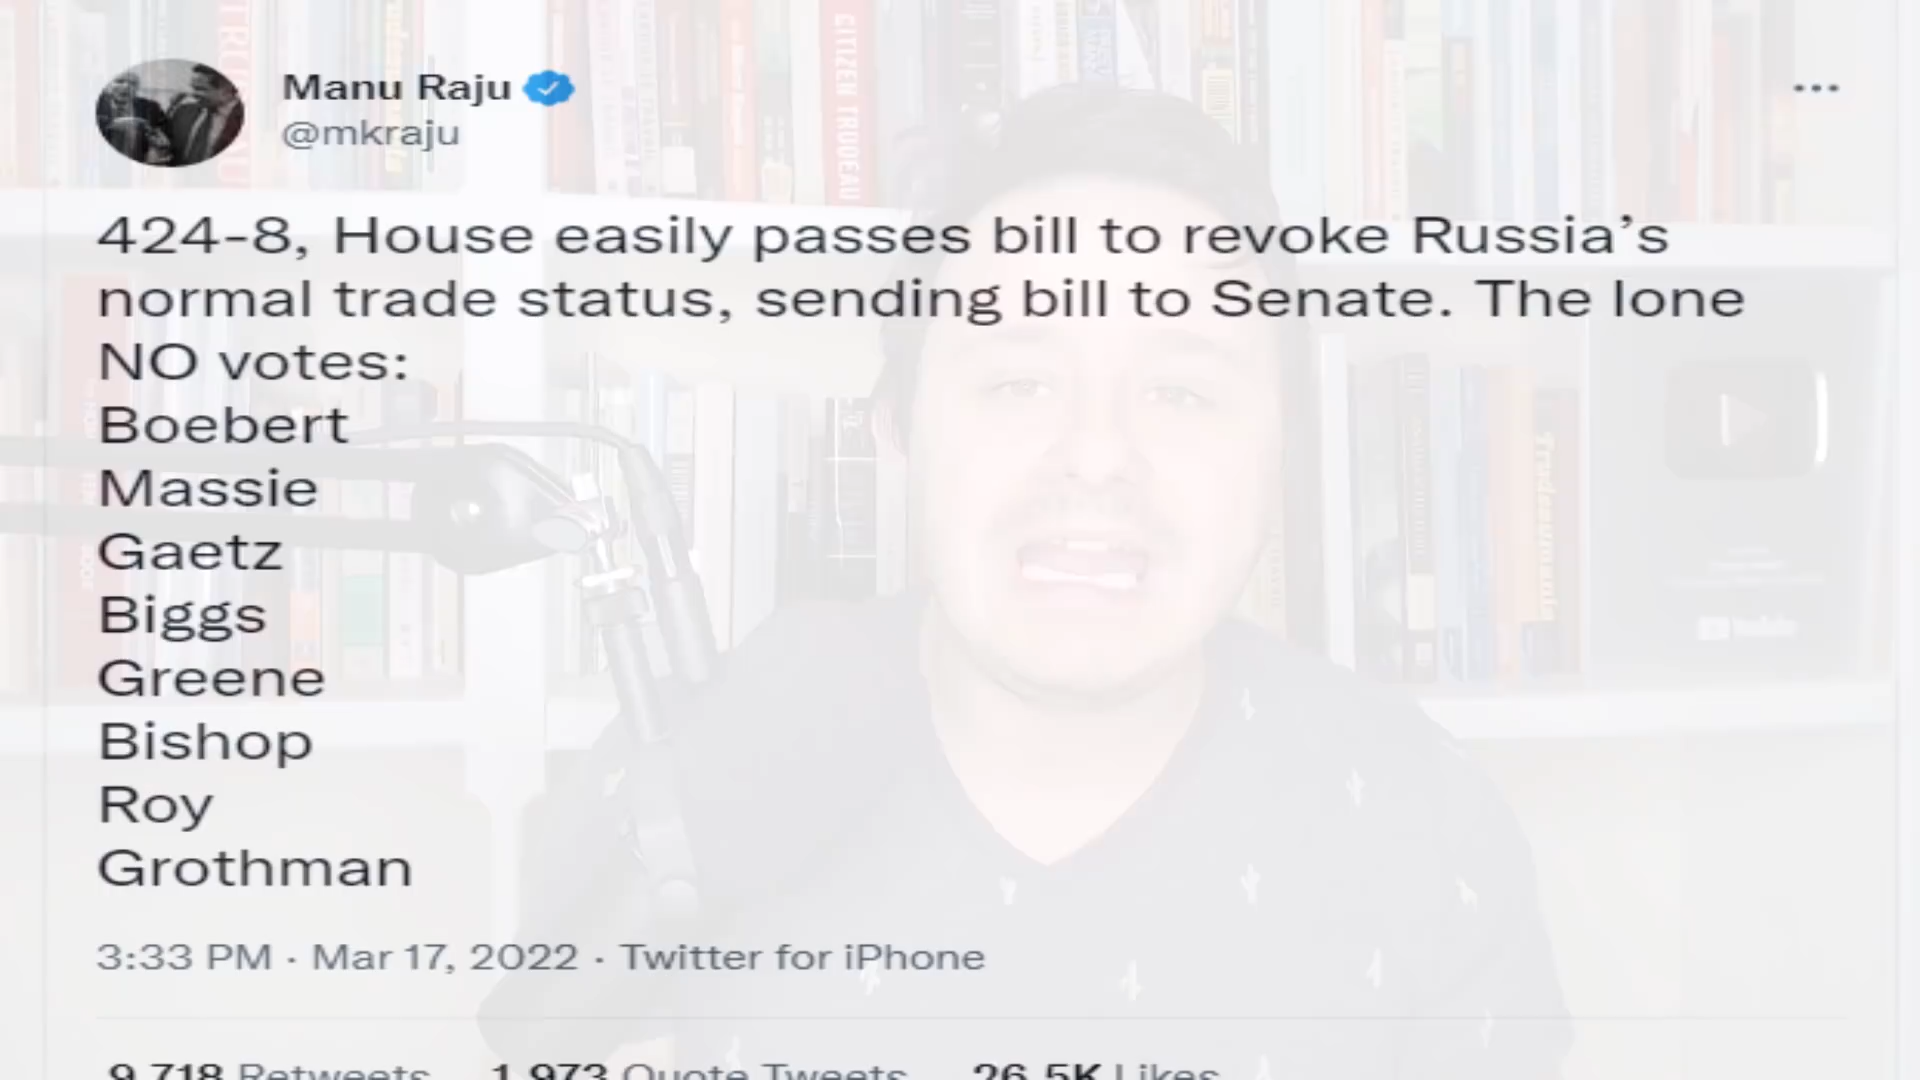 Manu Raju
@mkraju
424-8, House easily passes bill to revoke Russia’s
normal trade status, sending bill to Senate. The lone
NO votes:
Boebert
Massie
Gaetz
Biggs
Greene
Bishop
Roy
Grothman
3:33 PM · Mar 17, 2022 · Twitter for iPhone
9,718 Retweets 1,973 Quote Tweets 26.5K Likes
CITIZEN TRUDEAU